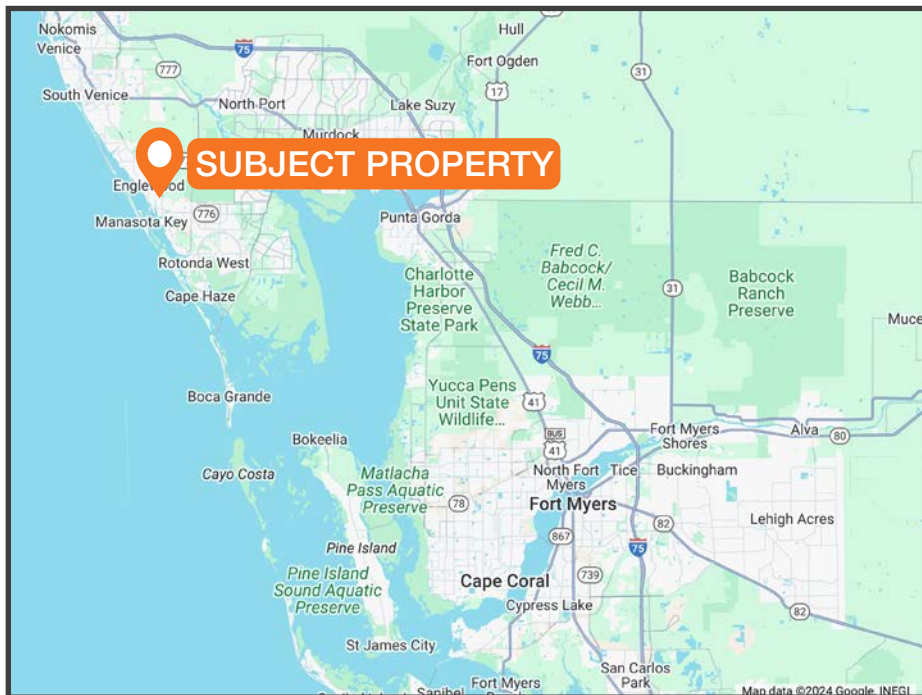 Nokomis
Venice
75
Hull
Fort Ogden
777
31
17
South Venice
North Port
Lake Suzy
Murdock
SUBJECT PROPERTY
Englewood
Manasota Key
776
Punta Gorda
Rotonda West
Fred C.
Babcock/
Cecil M.
Webb...
Babcock
Ranch
Preserve
Charlotte
Harbor
Preserve
State Park
Cape Haze
31
75
Yucca Pens
Unit State
Wildlife...
41
Boca Grande
Bokeelia
BUS
41
Fort Myers
Shores
Alva
80
Cayo Costa
Matlacha
Pass Aquatic
Preserve
78
North Fort
Myers
Tice
Buckingham
Fort Myers
82
Lehigh Acres
867
75
Pine Island
Pine Island
Sound Aquatic
Preserve
739
Cape Coral
Cypress Lake
82
St James City
San Carlos
Park
Fort Myers
Sanibel
Map data ©2024 Google, INEGI